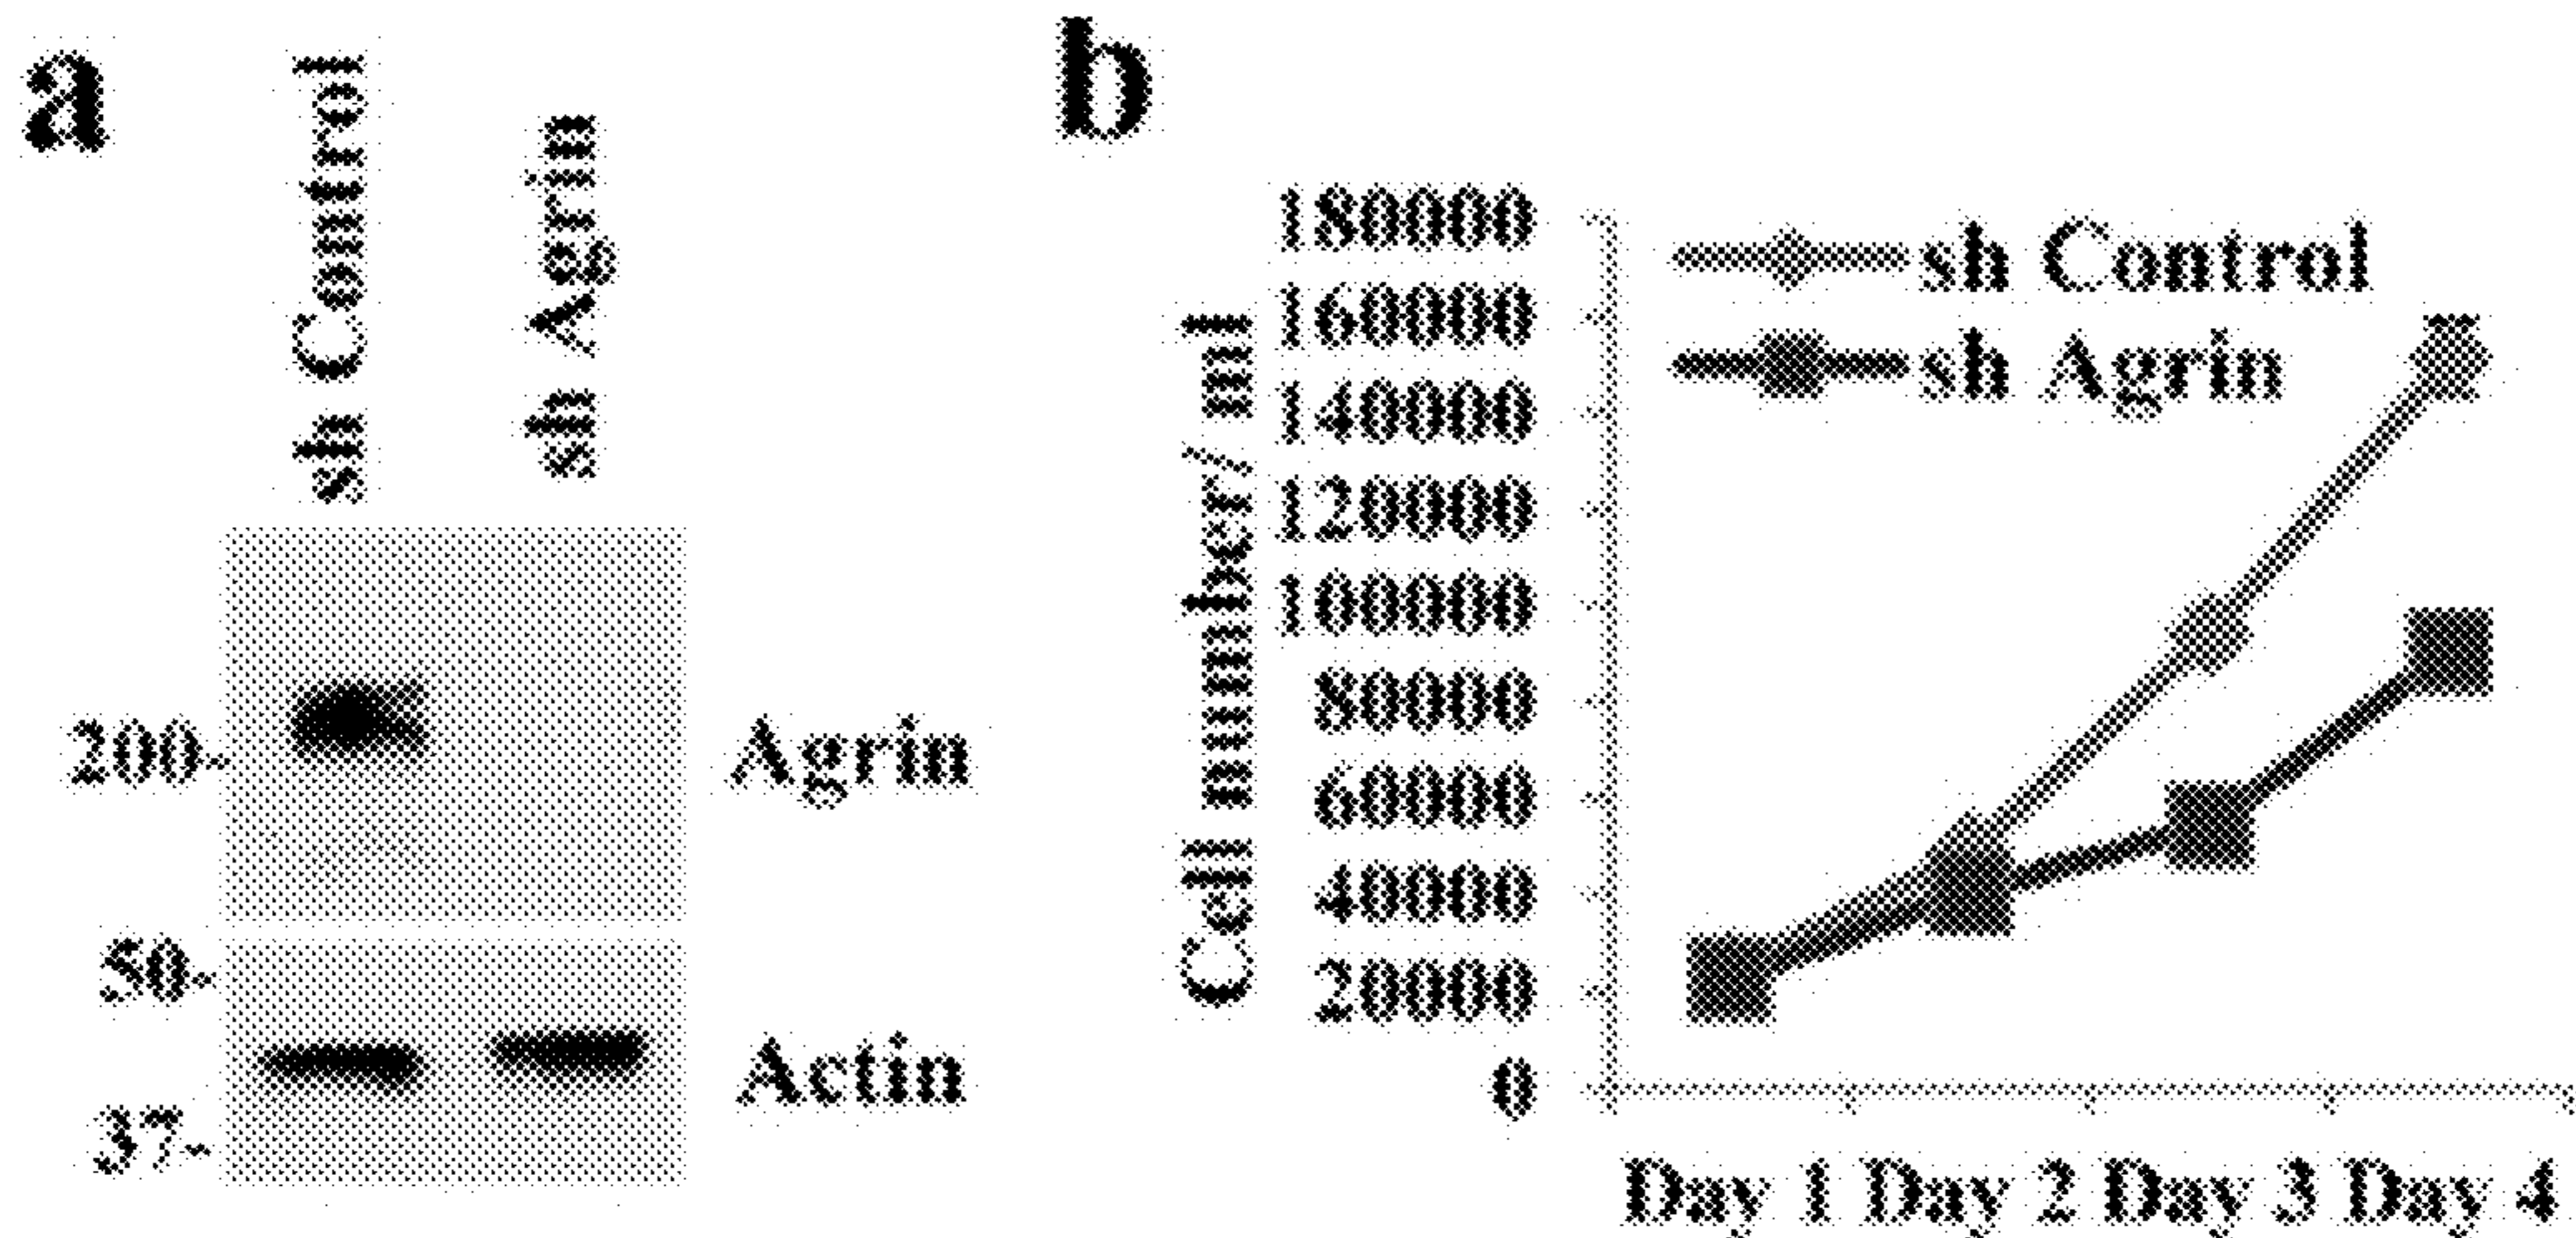 a
sh Control
sh Agrin
200-
Agrin
50-
Actin
37-
b
Cell number/ ml
180000
160000
140000
120000
100000
80000
60000
40000
20000
0
sh Control
sh Agrin
Day 1 Day 2 Day 3 Day 4